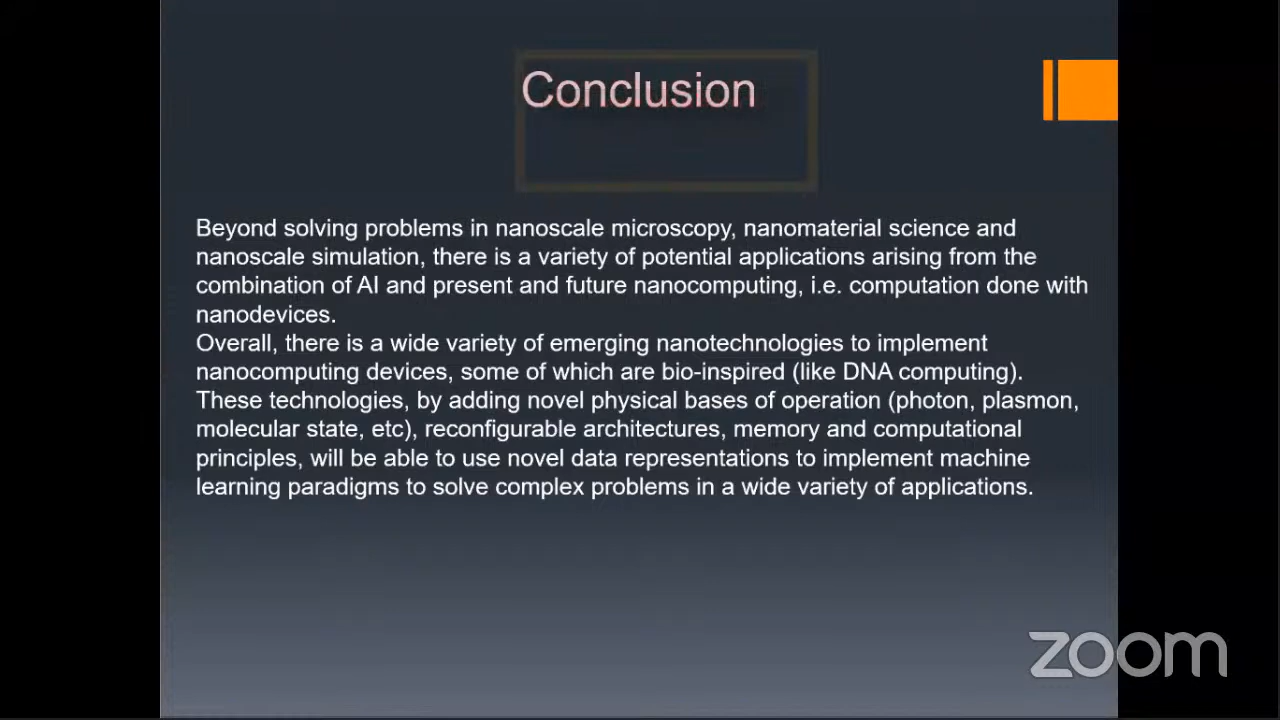 Conclusion
Beyond solving problems in nanoscale microscopy, nanomaterial science and
nanoscale simulation, there is a variety of potential applications arising from the
combination of AI and present and future nanocomputing, i.e. computation done with
nanodevices.
Overall, there is a wide variety of emerging nanotechnologies to implement
nanocomputing devices, some of which are bio-inspired (like DNA computing).
These technologies, by adding novel physical bases of operation (photon, plasmon,
molecular state, etc), reconfigurable architectures, memory and computational
principles, will be able to use novel data representations to implement machine
learning paradigms to solve complex problems in a wide variety of applications.
zoom